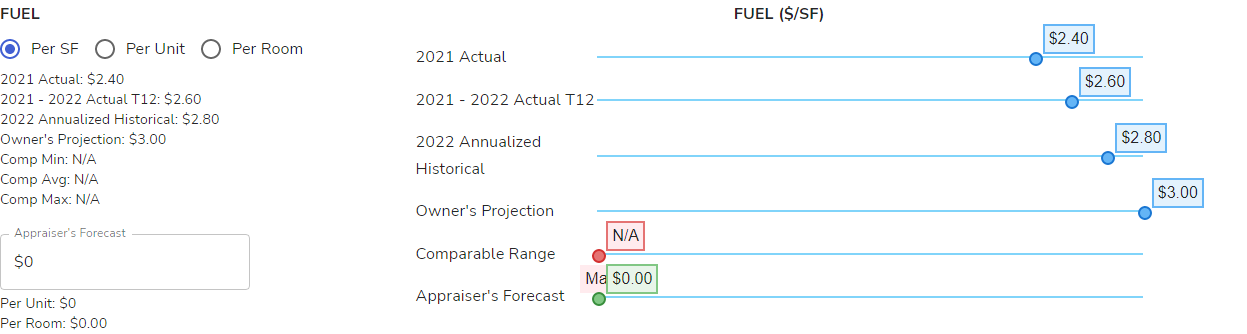 FUEL
Per SF Per Unit Per Room
2021 Actual: $2.40
2021 - 2022 Actual T12: $2.60
2022 Annualized Historical: $2.80
Owner's Projection: $3.00
Comp Min: N/A
Comp Avg: N/A
Comp Max: N/A
Appraiser's Forecast
$0
Per Unit: $0
Per Room: $0.00
FUEL ($/SF)
2021 Actual $2.40
2021 - 2022 Actual T12 $2.60
2022 Annualized
Historical
$2.80
Owner's Projection $3.00
Comparable Range N/A
Appraiser's Forecast $0.00